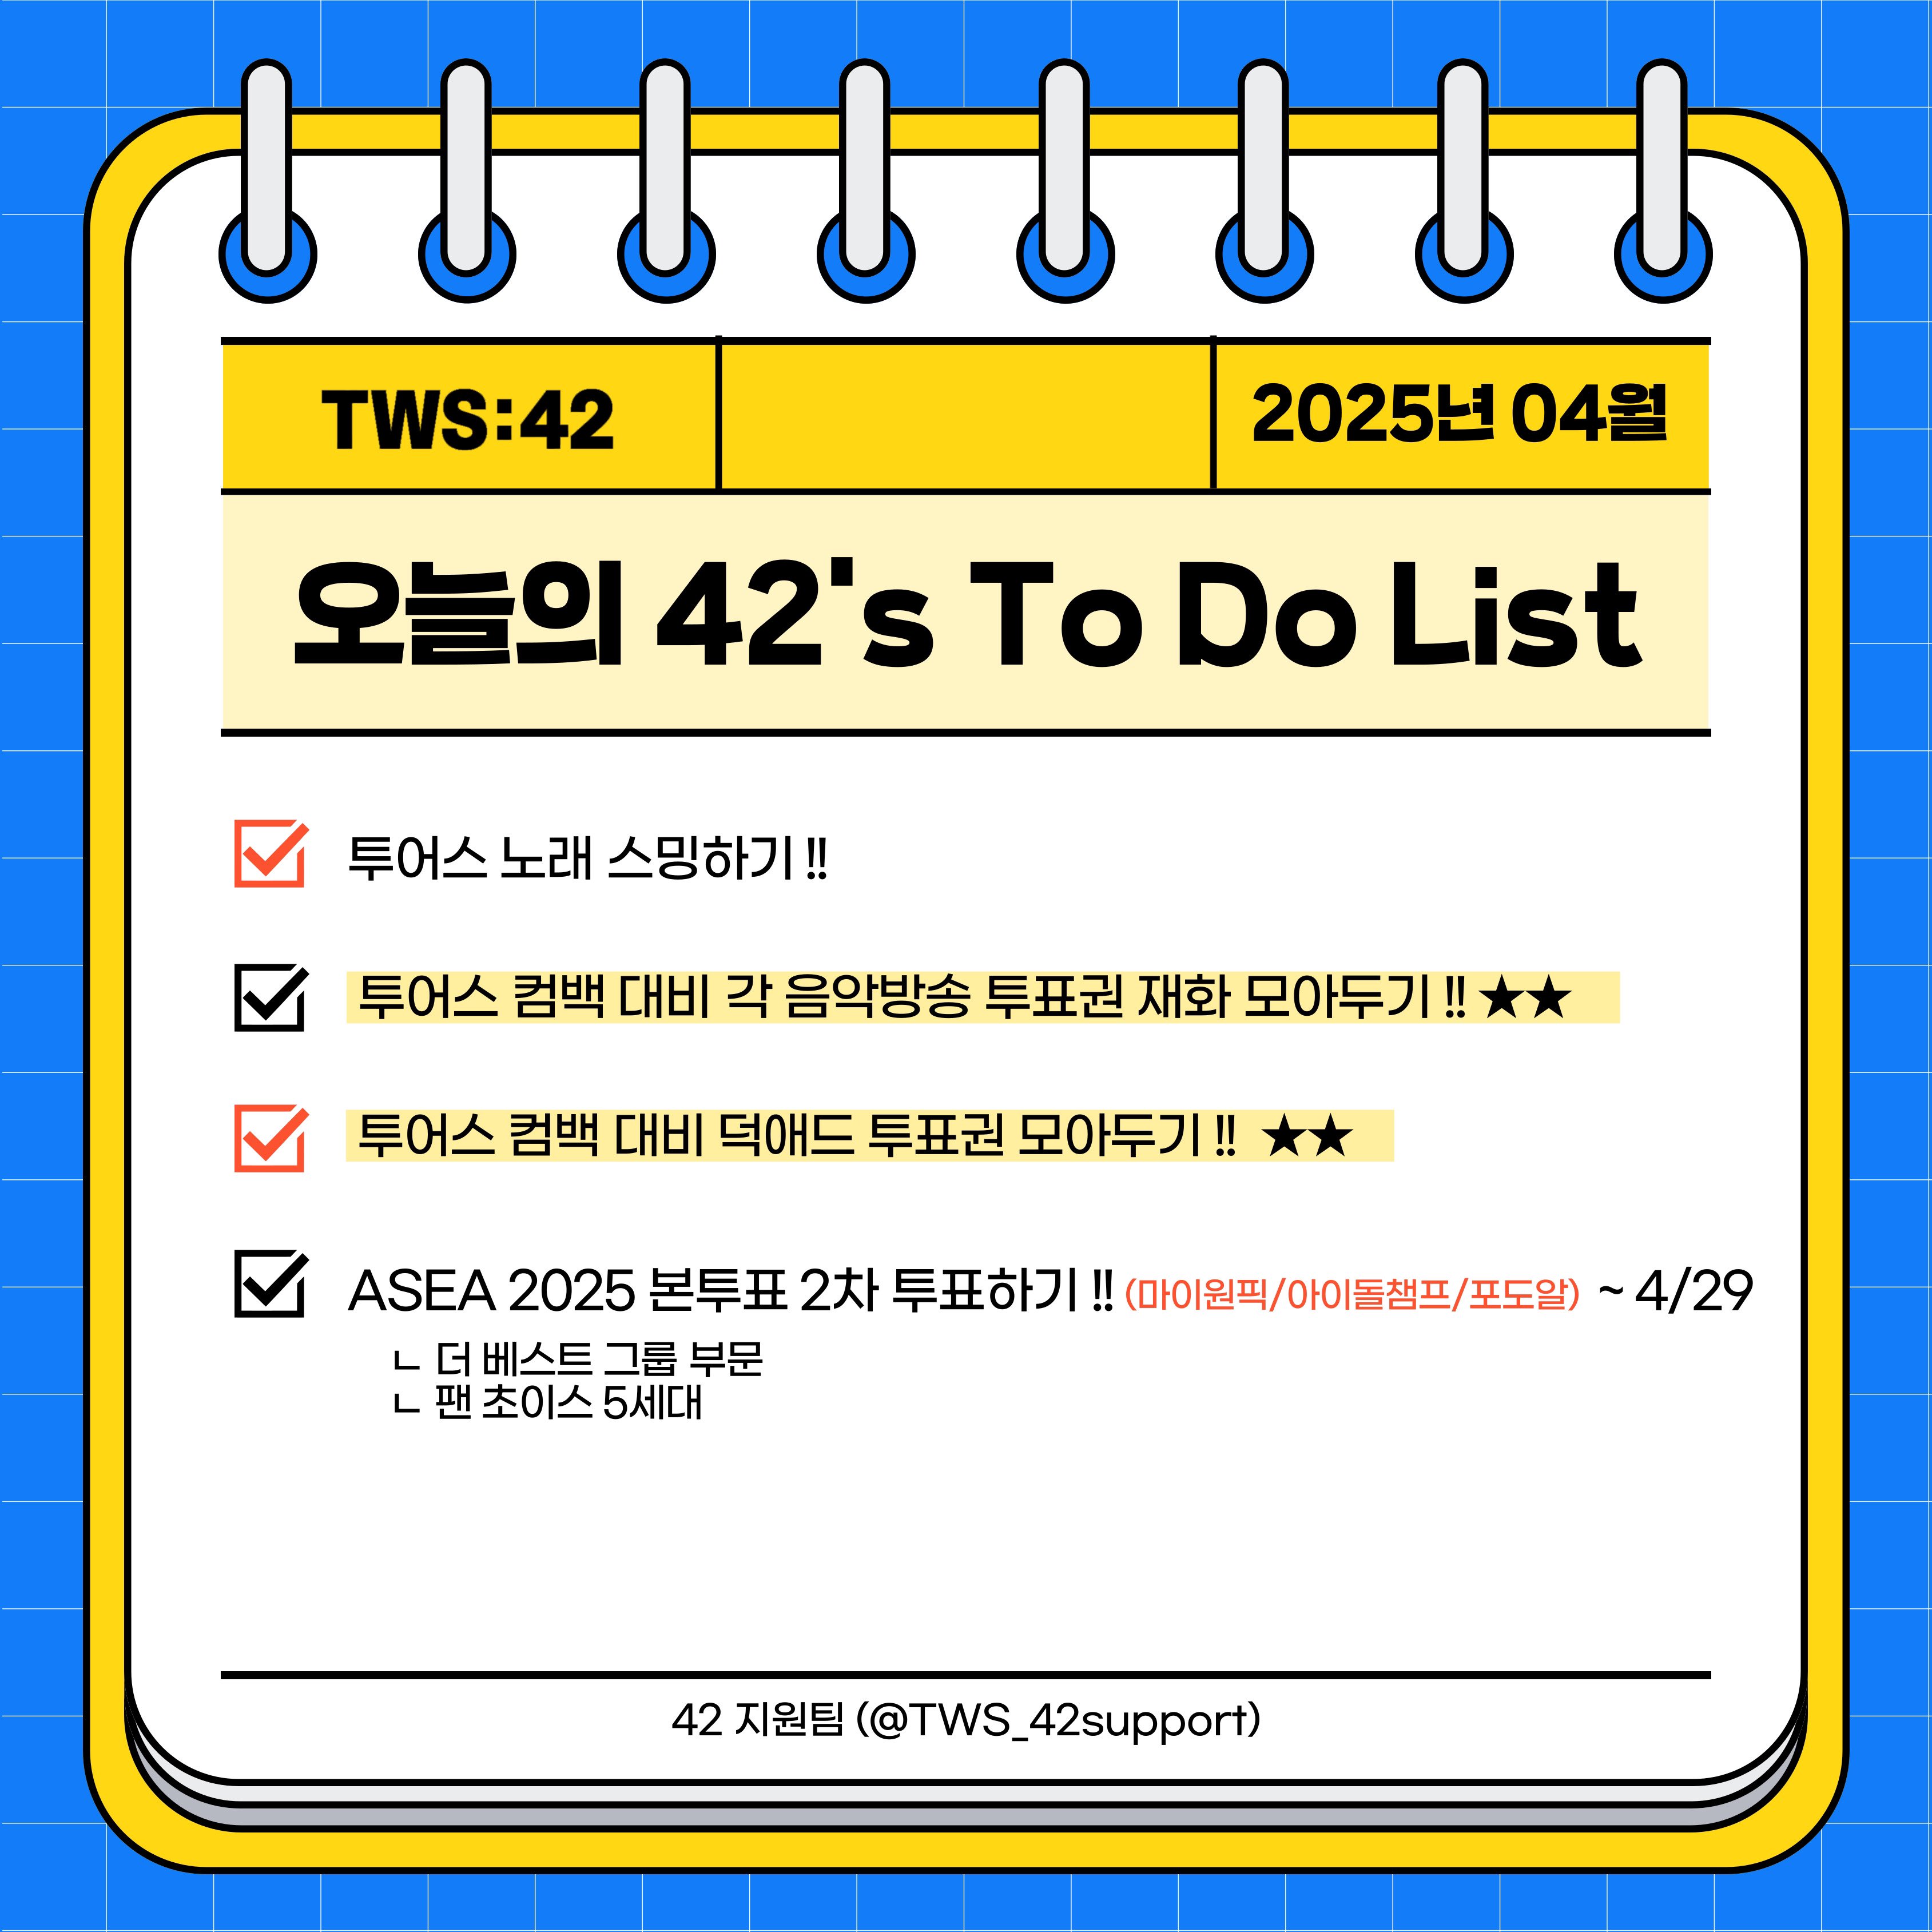 TWS:42
2025년 04월
오늘의 42's To Do List
투어스 노래 스밍하기 !!
투어스 컴백 대비 각 음악방송 투표권 재화 모아두기 !! ★★
투어스 컴백 대비 덕애드 투표권 모아두기 !! ★★
ASEA 2025 본투표 2차 투표하기 !! (마이원픽/아이돌챔프/포도알) ~ 4/29
ㄴ 더 베스트 그룹 부문
ㄴ 팬 초이스 5세대
42 지원팀 (@TWS_42support)